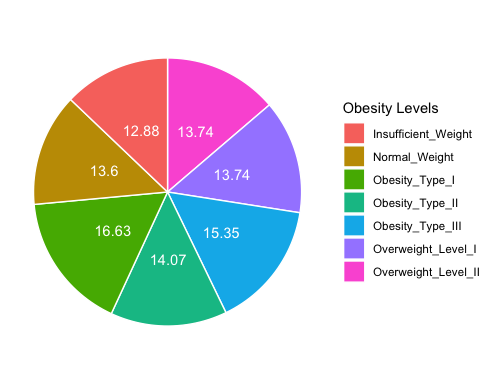 12.88
13.74
13.6
13.74
16.63
15.35
14.07
Obesity Levels
Insufficient_Weight
Normal_Weight
Obesity_Type_I
Obesity_Type_II
Obesity_Type_III
Overweight_Level_I
Overweight_Level_II